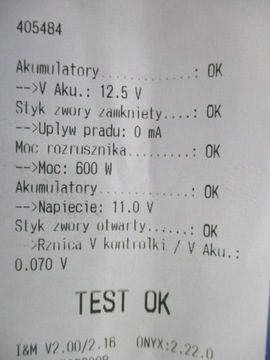 405484
Akumulatory............: OK
-->V Aku.: 12.5 V
Styk zwory zamkniety....: OK
-->Uplyw pradu: 0 mA
Moc rozrusznika.........: OK
-->Moc: 600 W
Akumulatory............: OK
-->Napiecie: 11.0 V
Styk zwory otwarty......: OK
-->Rznica V kontrolki / V Aku.:
0.070 V
TEST OK
I&M V2.00/2.16 ONYX:2.22.0